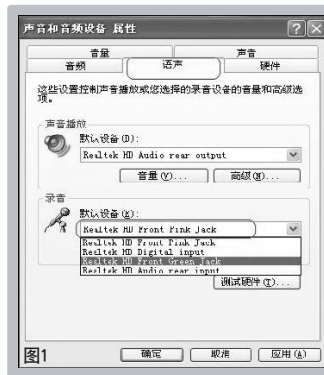 声音和音频设备 属性
音量 声音
音频 语声 硬件
这些设置控制声音播放或您选择的录音设备的音量和高级选
项。
声音播放
默认设备(D):
Realtek HD Audio rear output
音量(V)... 高级(N)...
录音
默认设备(E):
Realtek HD Front Pink Jack
Realtek HD Front Pink Jack
Realtek HD Digital input
Realtek HD Front Green Jack
Realtek HD Audio rear input
测试硬件(T)...
确定 取消 应用(A)
图1